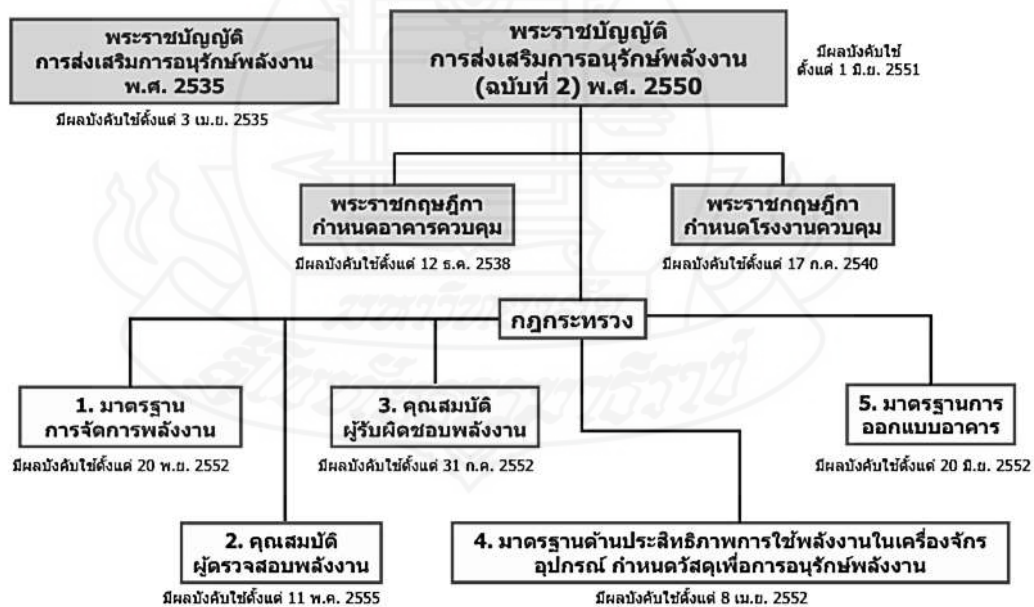 พระราชบัญญัติ
การส่งเสริมการอนุรักษ์พลังงาน
พ.ศ. 2535
มีผลบังคับใช้ตั้งแต่ 3 เม.ย. 2535
พระราชบัญญัติ
การส่งเสริมการอนุรักษ์พลังงาน
(ฉบับที่ 2) พ.ศ. 2550
มีผลบังคับใช้
ตั้งแต่ 1 มิ.ย. 2551
พระราชกฤษฎีกา
กำหนดอาคารควบคุม
มีผลบังคับใช้ตั้งแต่ 12 ธ.ค. 2538
พระราชกฤษฎีกา
กำหนดโรงงานควบคุม
มีผลบังคับใช้ตั้งแต่ 17 ก.ค. 2540
กฎกระทรวง
1. มาตรฐาน
การจัดการพลังงาน
มีผลบังคับใช้ตั้งแต่ 20 พ.ย. 2552
3. คุณสมบัติ
ผู้รับผิดชอบพลังงาน
มีผลบังคับใช้ตั้งแต่ 31 ก.ค. 2552
5. มาตรฐานการ
ออกแบบอาคาร
มีผลบังคับใช้ตั้งแต่ 20 มิ.ย. 2552
2. คุณสมบัติ
ผู้ตรวจสอบพลังงาน
มีผลบังคับใช้ตั้งแต่ 11 พ.ค. 2555
4. มาตรฐานด้านประสิทธิภาพการใช้พลังงานในเครื่องจักร
อุปกรณ์ กำหนดวัสดุเพื่อการอนุรักษ์พลังงาน
มีผลบังคับใช้ตั้งแต่ 8 เม.ย. 2552
มหาวิทยาลัย
สุโขทัยธรรมาธิราช